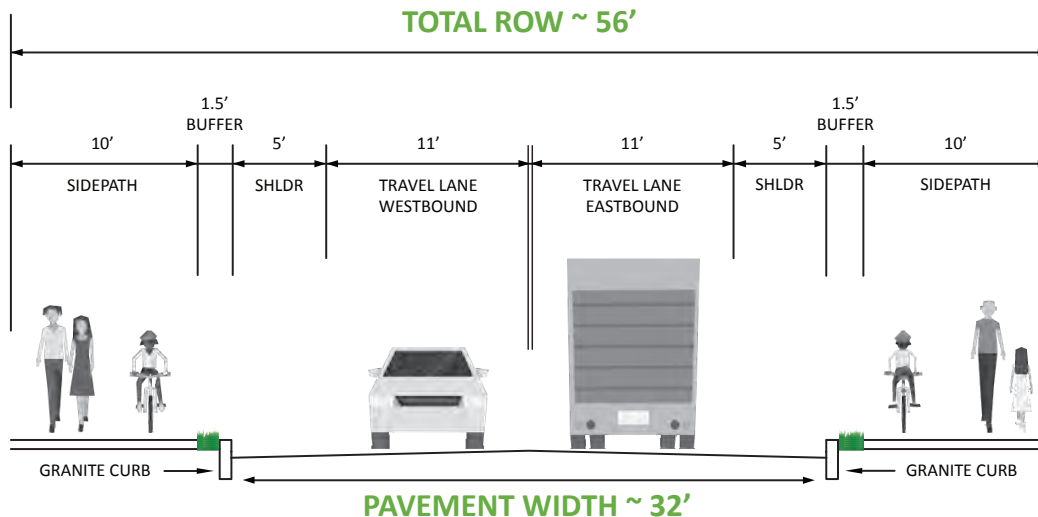 TOTAL ROW ~ 56’
1.5’
BUFFER
1.5’
BUFFER
10’
5’
11’
11’
5’
10’
SIDEPATH
SHLDR
TRAVEL LANE
WESTBOUND
TRAVEL LANE
EASTBOUND
SHLDR
SIDEPATH
GRANITE CURB
GRANITE CURB
PAVEMENT WIDTH ~ 32’